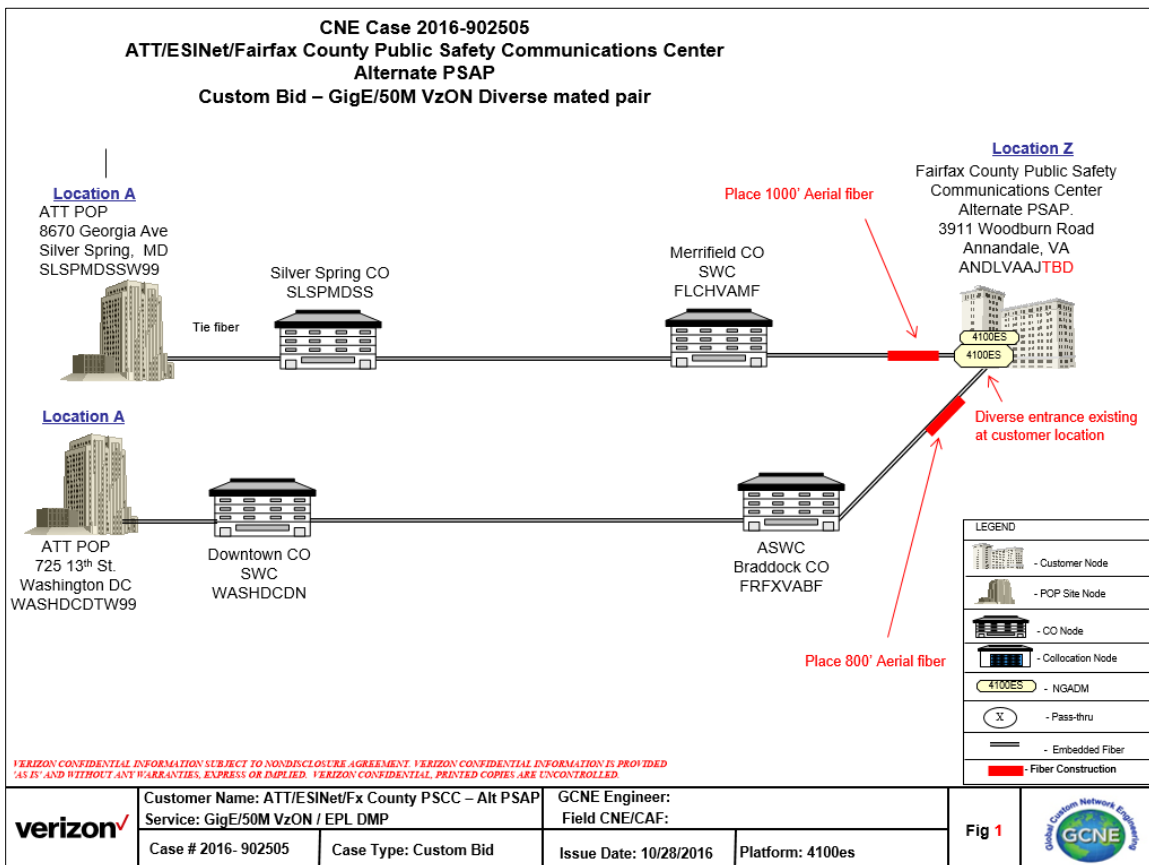 CNE Case 2016-902505
ATT/ESINet/Fairfax County Public Safety Communications Center
Alternate PSAP
Custom Bid – GigE/50M VzON Diverse mated pair
Location A
ATT POP
8670 Georgia Ave
Silver Spring,  MD
SLSPMDSSW99
Tie fiber
Silver Spring CO
SLSPMDSS
Merrifield CO
SWC
FLCHVAMF
Place 1000' Aerial fiber
Location Z
Fairfax County Public Safety
Communications Center
Alternate PSAP.
3911 Woodburn Road
Annandale, VA
ANDLVAAJTBD
4100ES
4100ES
Diverse entrance existing
at customer location
Location A
ATT POP
725 13th St.
Washington DC
WASHDCDTW99
Downtown CO
SWC
WASHDCDN
ASWC
Braddock CO
FRFXVABF
Place 800' Aerial fiber
LEGEND
- Customer Node
- POP Site Node
- CO Node
- Collocation Node
4100ES - NGADM
X - Pass-thru
- Embedded Fiber
- Fiber Construction
VERIZON CONFIDENTIAL INFORMATION SUBJECT TO NONDISCLOSURE AGREEMENT. VERIZON CONFIDENTIAL INFORMATION IS PROVIDED
'AS IS' AND WITHOUT ANY WARRANTIES, EXPRESS OR IMPLIED. VERIZON CONFIDENTIAL, PRINTED COPIES ARE UNCONTROLLED.
verizon
Customer Name: ATT/ESINet/Fx County PSCC – Alt PSAP
Service: GigE/50M VzON / EPL DMP
GCNE Engineer:
Field CNE/CAF:
Case # 2016- 902505
Case Type: Custom Bid
Issue Date: 10/28/2016
Platform: 4100es
Fig 1
Global Custom Network Engineering
GCNE